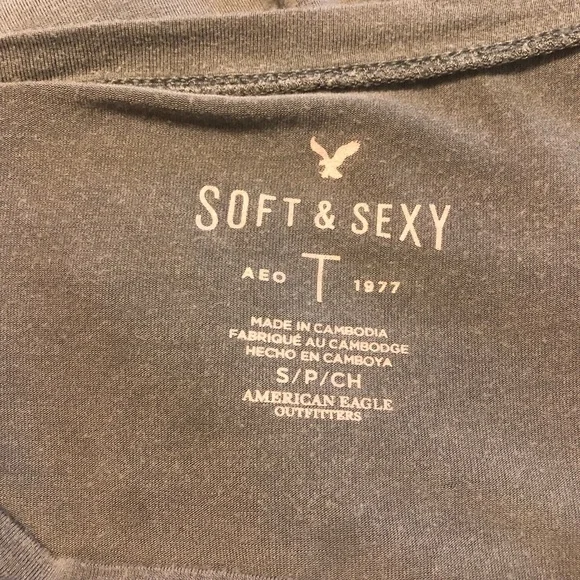 SOFT & SEXY
AEO T 1977
MADE IN CAMBODIA
FABRIQUÉ AU CAMBODGE
HECHO EN CAMBOYA
S/P/CH
AMERICAN EAGLE
OUTFITTERS